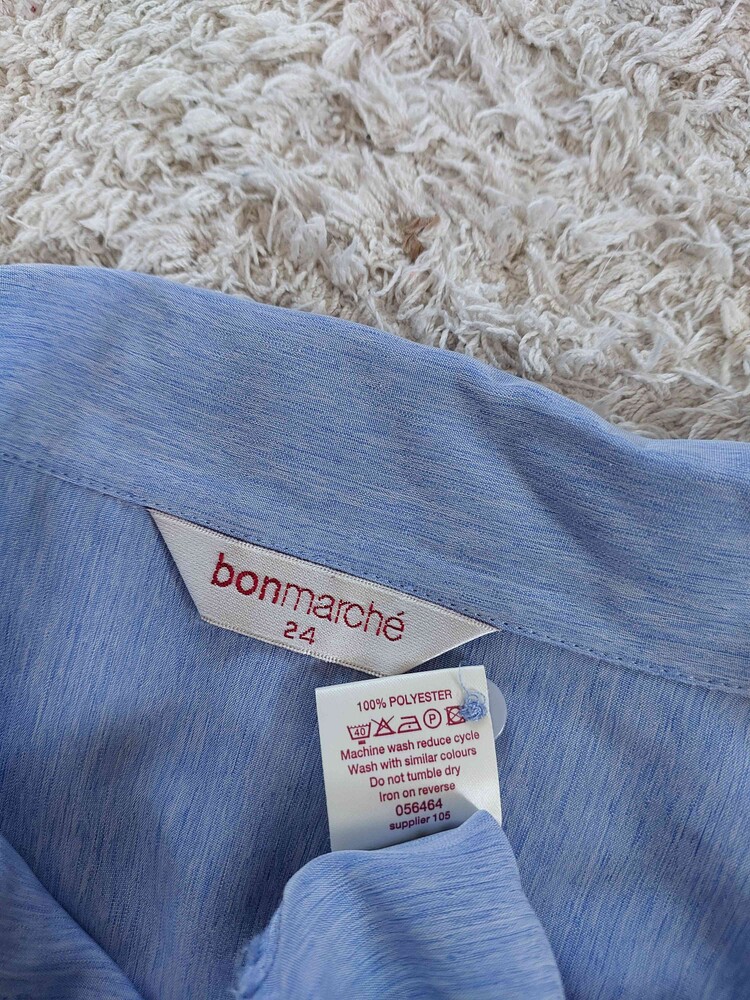 bonmarché
24
100% POLYESTER
40 P
Machine wash reduce cycle
Wash with similar colours
Do not tumble dry
Iron on reverse
056464
supplier 105